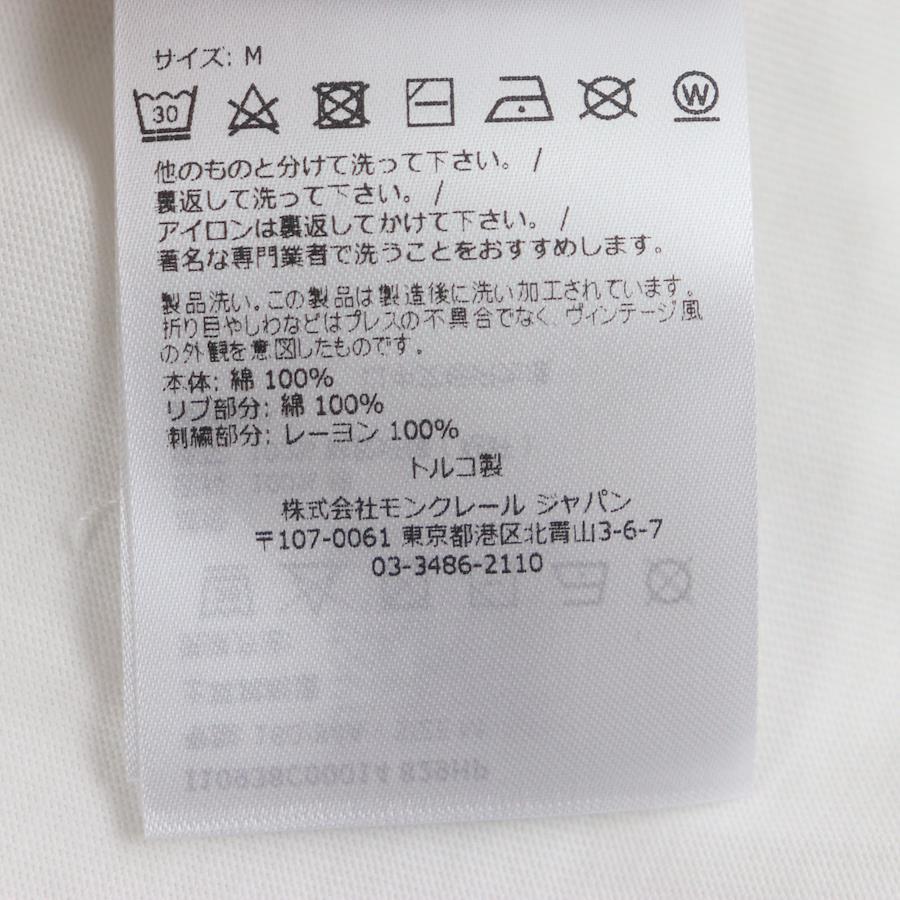 サイズ: M
30 W
他のものと分けて洗って下さい。 /
裏返して洗って下さい。 /
アイロンは裏返してかけて下さい。 /
著名な専門業者で洗うことをおすすめします。
製品洗い。この製品は製造後に洗い加工されています。
折り目やしわなどはプレスの不具合でなく、ヴィンテージ風
の外観を意図したものです。
本体: 綿 100%
リブ部分: 綿 100%
刺繍部分: レーヨン 100%
トルコ製
株式会社モンクレール ジャパン
〒107-0061 東京都港区北青山3-6-7
03-3486-2110